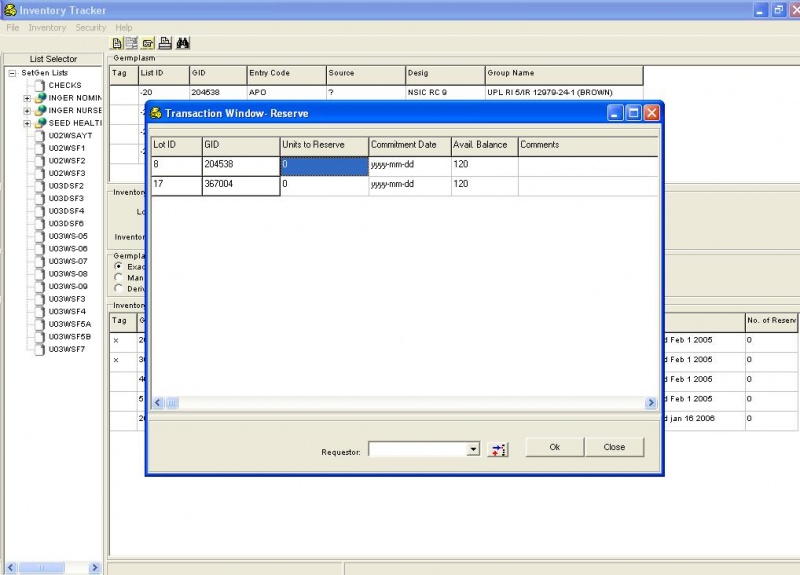 Inventory Tracker
File Inventory Security Help
List Selector
SetGen Lists
CHECKS
INGER NOMIN
INGER NURSE
SEED HEALTI
U02WSAYT
U02WSF1
U02WSF2
U02WSF3
U03DSF2
U03DSF3
U03DSF4
U03DSF6
U03WS-05
U03WS-06
U03WS-07
U03WS-08
U03WS-09
U03WSF3
U03WSF4
U03WSF5A
U03WSF5B
U03WSF7
Germplasm
Tag List ID GID Entry Code Source Desig Group Name
-20 204538 APO ? NSIC RC 9 UPL RI 5/IR 12979-24-1 (BROWN)
Transaction Window- Reserve
Lot ID GID Units to Reserve Commitment Date Avail. Balance Comments
8 204538 0 yyyy-mm-dd 120
17 367004 0 yyyy-mm-dd 120
Requestor: Ok Close
Inventory
Lo
Inventor
Germpla
Exac
Man
Deriv
Inventory
Tag G No. of Reserv
x 20 d Feb 1 2005 0
x 36 d Feb 1 2005 0
46 d Feb 1 2005 0
5 d Feb 1 2005 0
20 d jan 16 2006 0